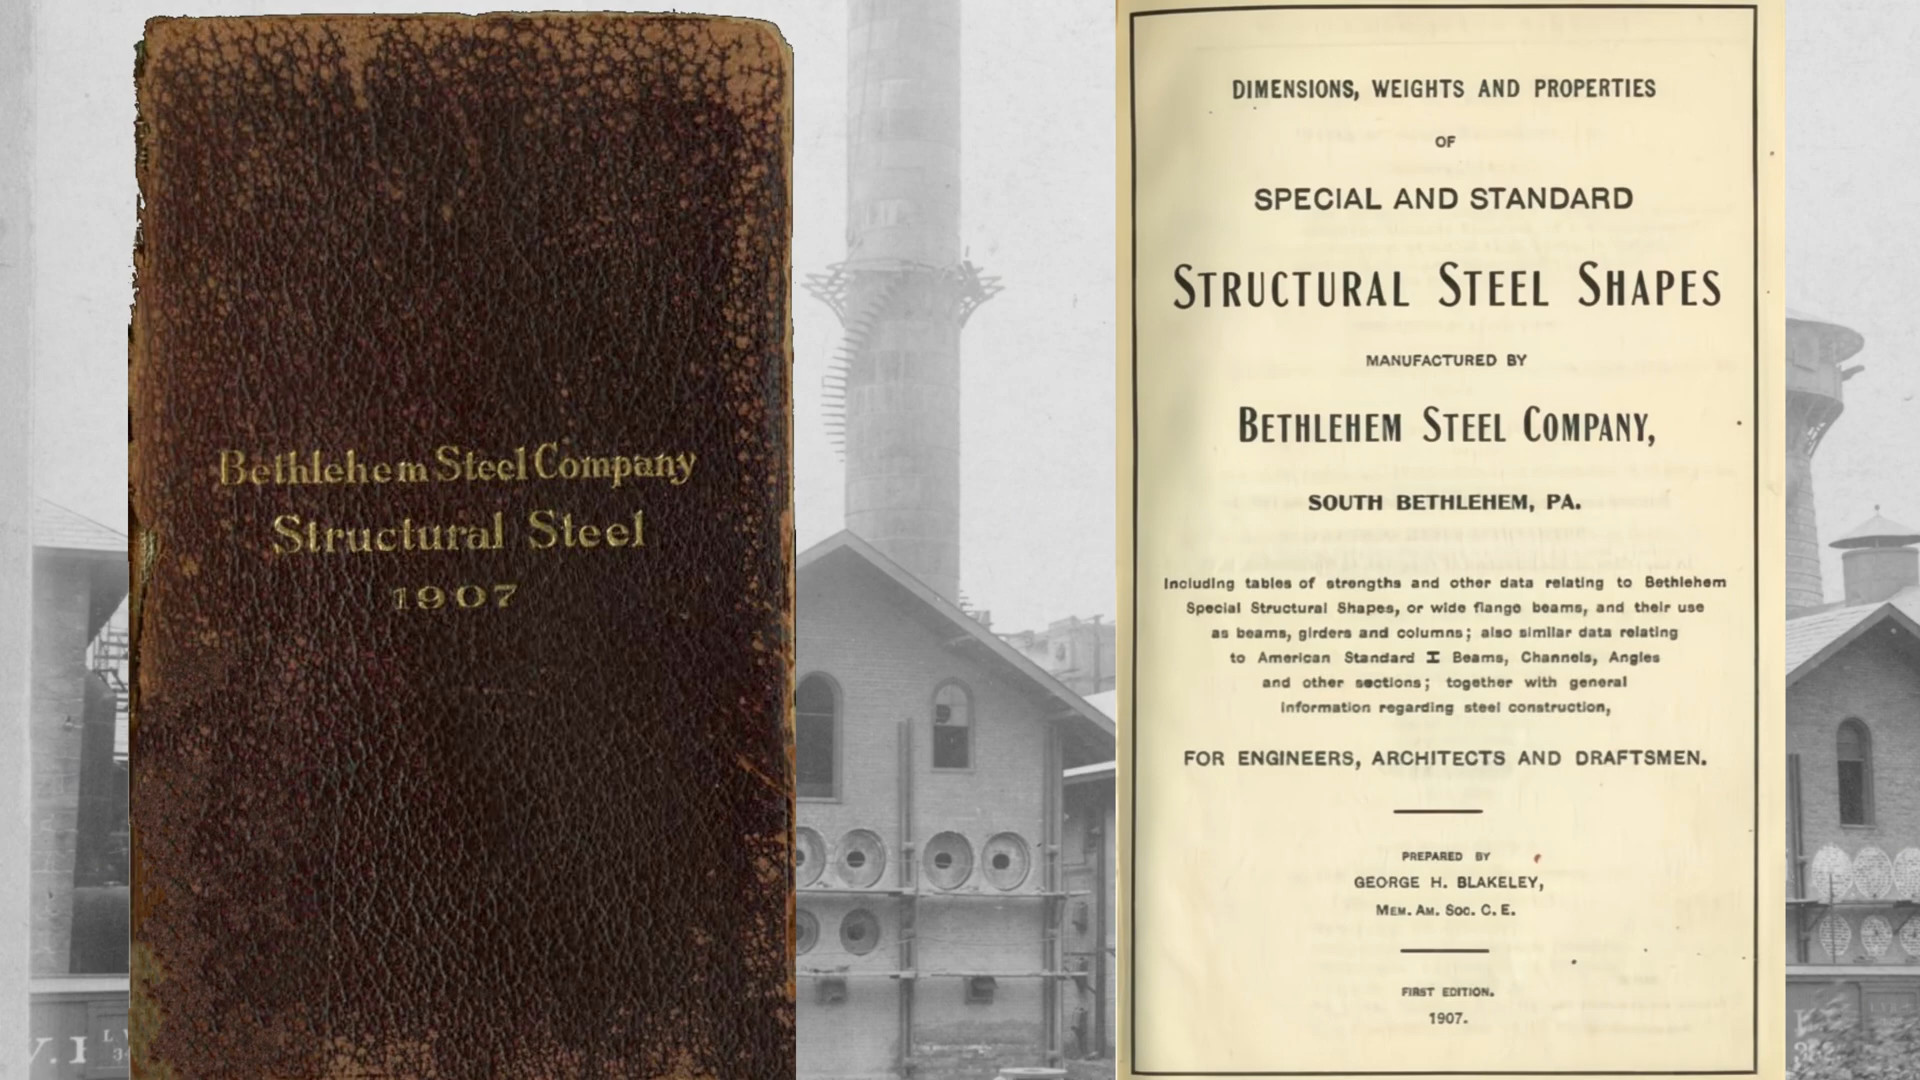 Bethlehem Steel Company
Structural Steel
1907
DIMENSIONS, WEIGHTS AND PROPERTIES
OF
SPECIAL AND STANDARD
STRUCTURAL STEEL SHAPES
MANUFACTURED BY
BETHLEHEM STEEL COMPANY,
SOUTH BETHLEHEM, PA.
Including tables of strengths and other data relating to Bethlehem
Special Structural Shapes, or wide flange beams, and their use
as beams, girders and columns; also similar data relating
to American Standard I Beams, Channels, Angles
and other sections; together with general
information regarding steel construction,
FOR ENGINEERS, ARCHITECTS AND DRAFTSMEN.
PREPARED BY
GEORGE H. BLAKELEY,
MEM. AM. SOC. C. E.
FIRST EDITION.
1907.